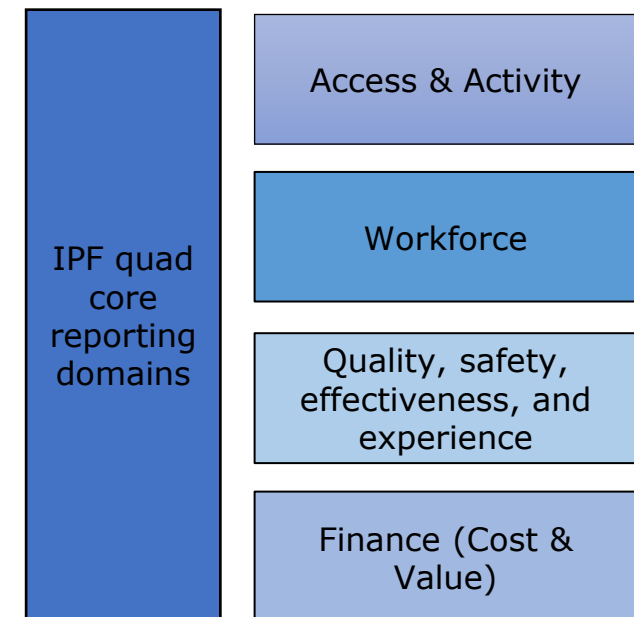 IPF quad
core
reporting
domains
Access & Activity
Workforce
Quality, safety,
effectiveness, and
experience
Finance (Cost &
Value)